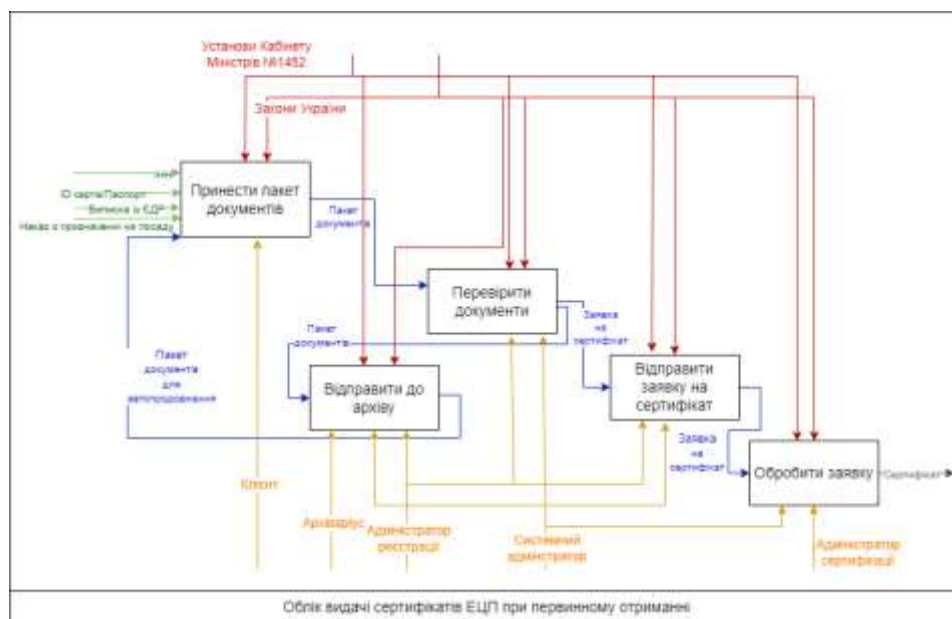 Установи Кабінету
Міністрів №1452
Закони України
ІНН
ID карта/Паспорт
Виписка із ЄДР
Наказ о призначенні на посаду
Принести пакет
документів
Пакет
документів
Перевірити
документи
Пакет
документів
Заявка
на
сертифікат
Пакет
документів
для
Відправити до
архіву
Відправити
заявку на
сертифікат
Заявка
на
сертифікат
Обробити заявку
Сертифікат
Клієнт
Архіваріус
Адміністратор
реєстрації
Системний
адміністратор
Адміністратор
сертифікації
Облік видачі сертифікатів ЕЦП при первинному отриманні